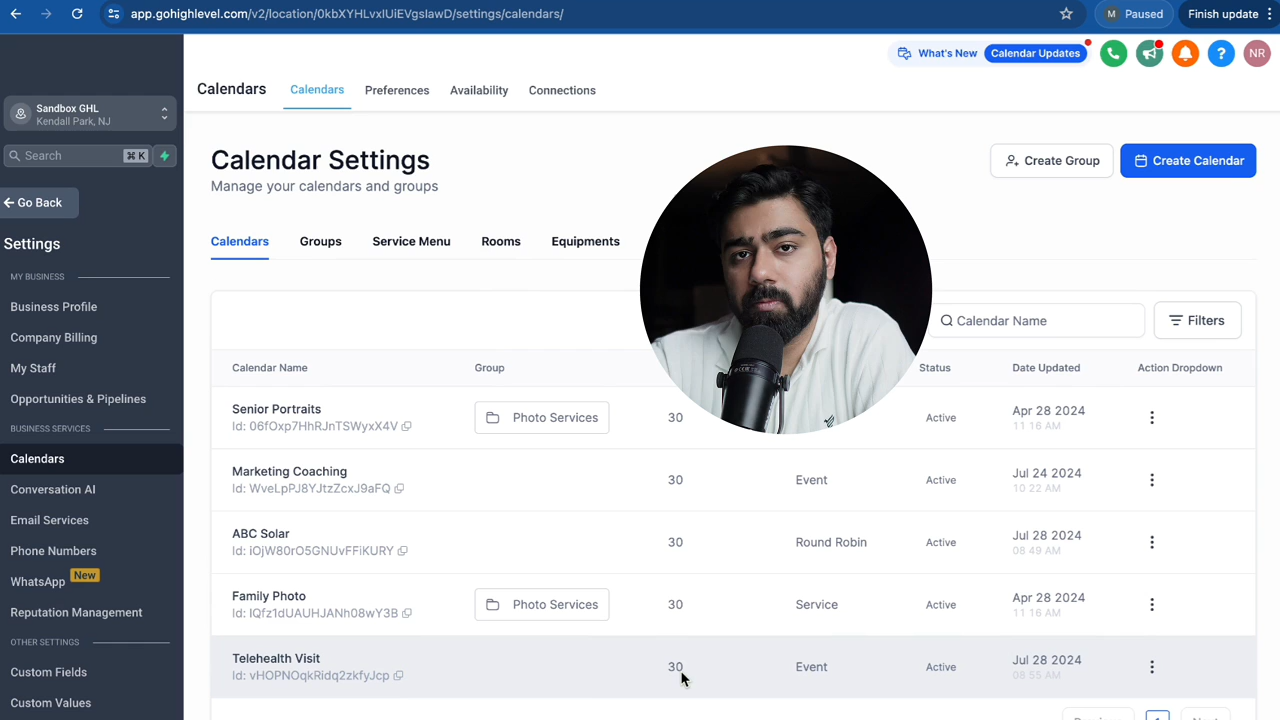 app.gohighlevel.com/v2/location/0kbXYHLvxlUiEVgsIawD/settings/calendars/
M Paused
Finish update
What's New
Calendar Updates
NR
Sandbox GHL
Kendall Park, NJ
Search
⌘ K
Go Back
Settings
MY BUSINESS
Business Profile
Company Billing
My Staff
Opportunities & Pipelines
BUSINESS SERVICES
Calendars
Conversation AI
Email Services
Phone Numbers
WhatsApp New
Reputation Management
OTHER SETTINGS
Custom Fields
Custom Values
Calendars
Calendars Preferences Availability Connections
Calendar Settings
Manage your calendars and groups
Create Group
Create Calendar
Calendars Groups Service Menu Rooms Equipments
Calendar Name
Filters
Calendar Name Group Status Date Updated Action Dropdown
Senior Portraits
Id: 06fOxp7HhRJnTSWyxX4V
Photo Services 30 Active
Apr 28 2024
11 16 AM
Marketing Coaching
Id: WveLpPJ8YJtzZcxJ9aFQ
30 Event Active
Jul 24 2024
10 22 AM
ABC Solar
Id: iOjW80rO5GNUvFFiKURY
30 Round Robin Active
Jul 28 2024
08 49 AM
Family Photo
Id: IQfz1dUAUHJANh08wY3B
Photo Services 30 Service Active
Apr 28 2024
11 16 AM
Telehealth Visit
Id: vHOPNOqkRidq2zkfyJcp
30 Event Active
Jul 28 2024
08 55 AM
1